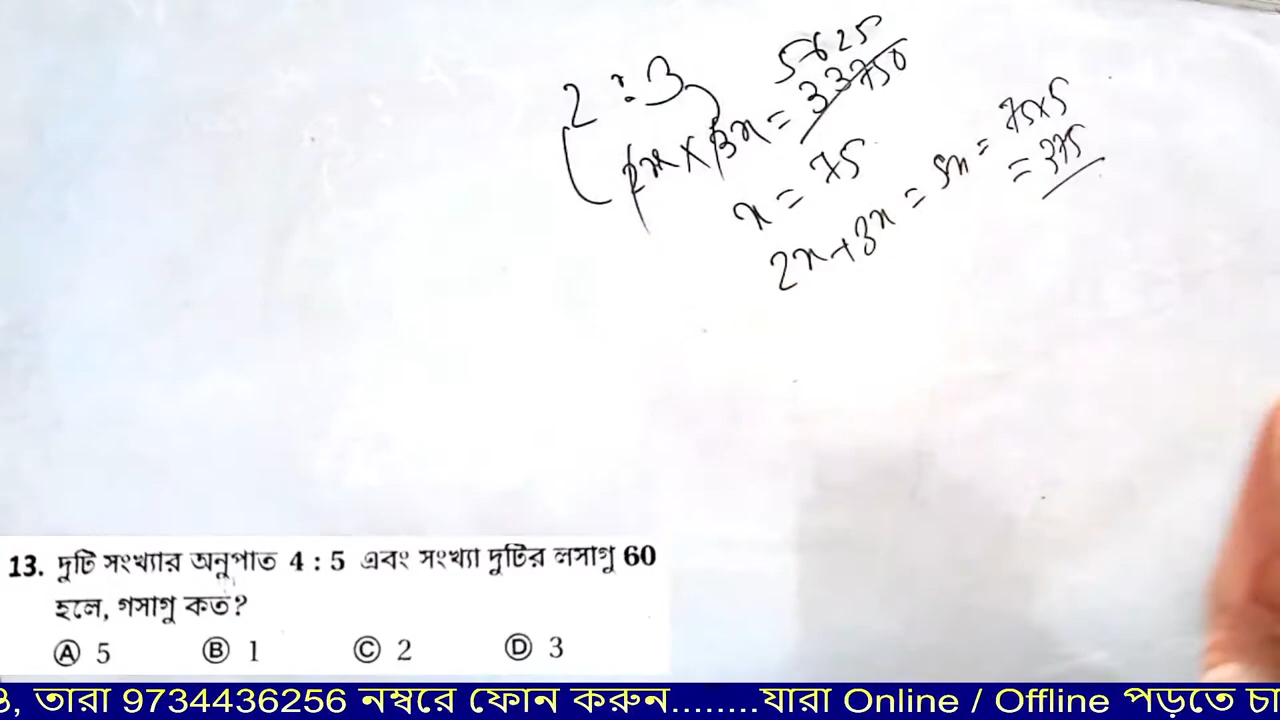 2 : 3
5625
2x × 3x = 33750
x = 75
2x+3x = 5x = 75×5
= 375
13. দুটি সংখ্যার অনুপাত 4 : 5 এবং সংখ্যা দুটির লসাগু 60
হলে, গসাগু কত?
Ⓐ 5 Ⓑ 1 Ⓒ 2 Ⓓ 3
তারা 9734436256 নম্বরে ফোন করুন........যারা Online / Offline পড়তে